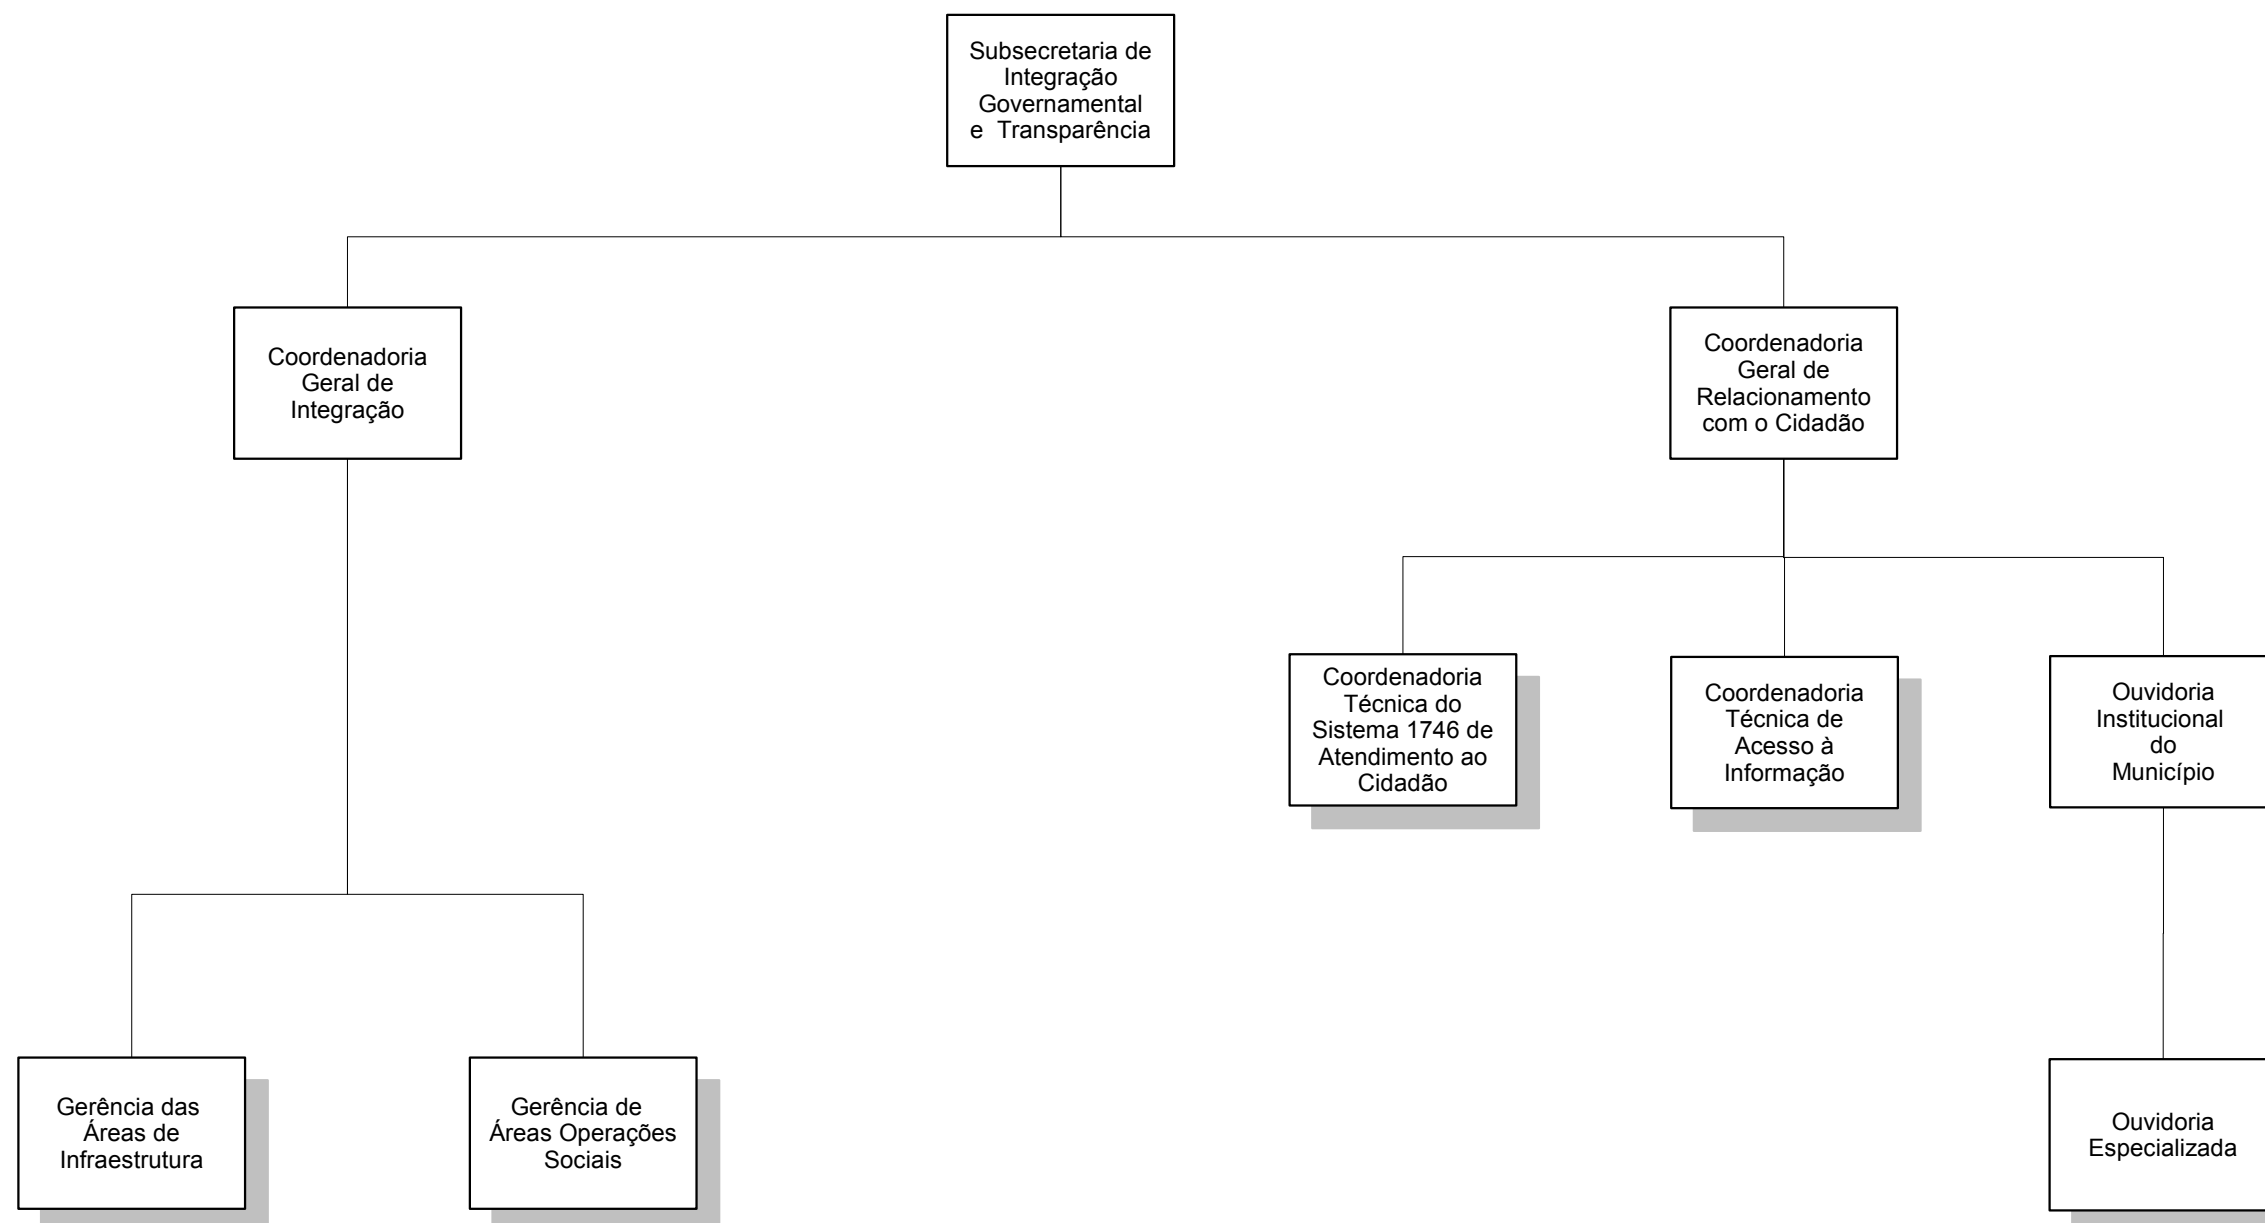 Subsecretaria de
Integração
Governamental
e Transparência
Coordenadoria
Geral de
Integração
Coordenadoria
Geral de
Relacionamento
com o Cidadão
Coordenadoria
Técnica do
Sistema 1746 de
Atendimento ao
Cidadão
Coordenadoria
Técnica de
Acesso à
Informação
Ouvidoria
Institucional
do
Município
Gerência das
Áreas de
Infraestrutura
Gerência de
Áreas Operações
Sociais
Ouvidoria
Especializada